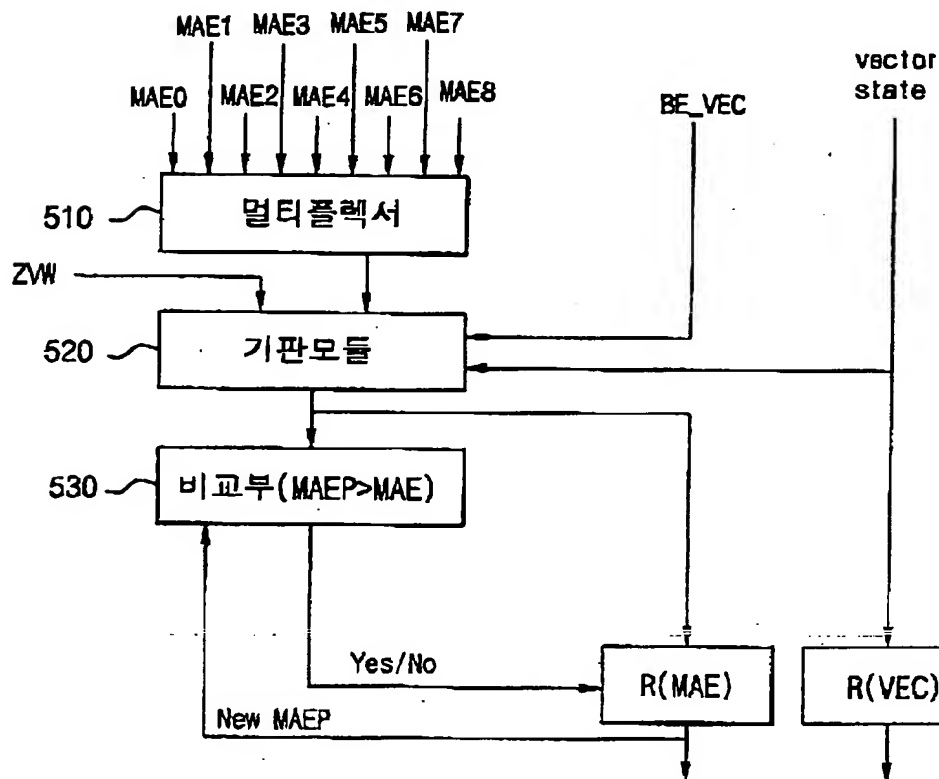 MAE1 MAE3 MAE5 MAE7
MAE0 MAE2 MAE4 MAE6 MAE8
BE_VEC
vector
state
510
멀티플렉서
ZVW
520
기판모듈
530
비교부(MAEP>MAE)
Yes/No
New MAEP
R(MAE)
R(VEC)